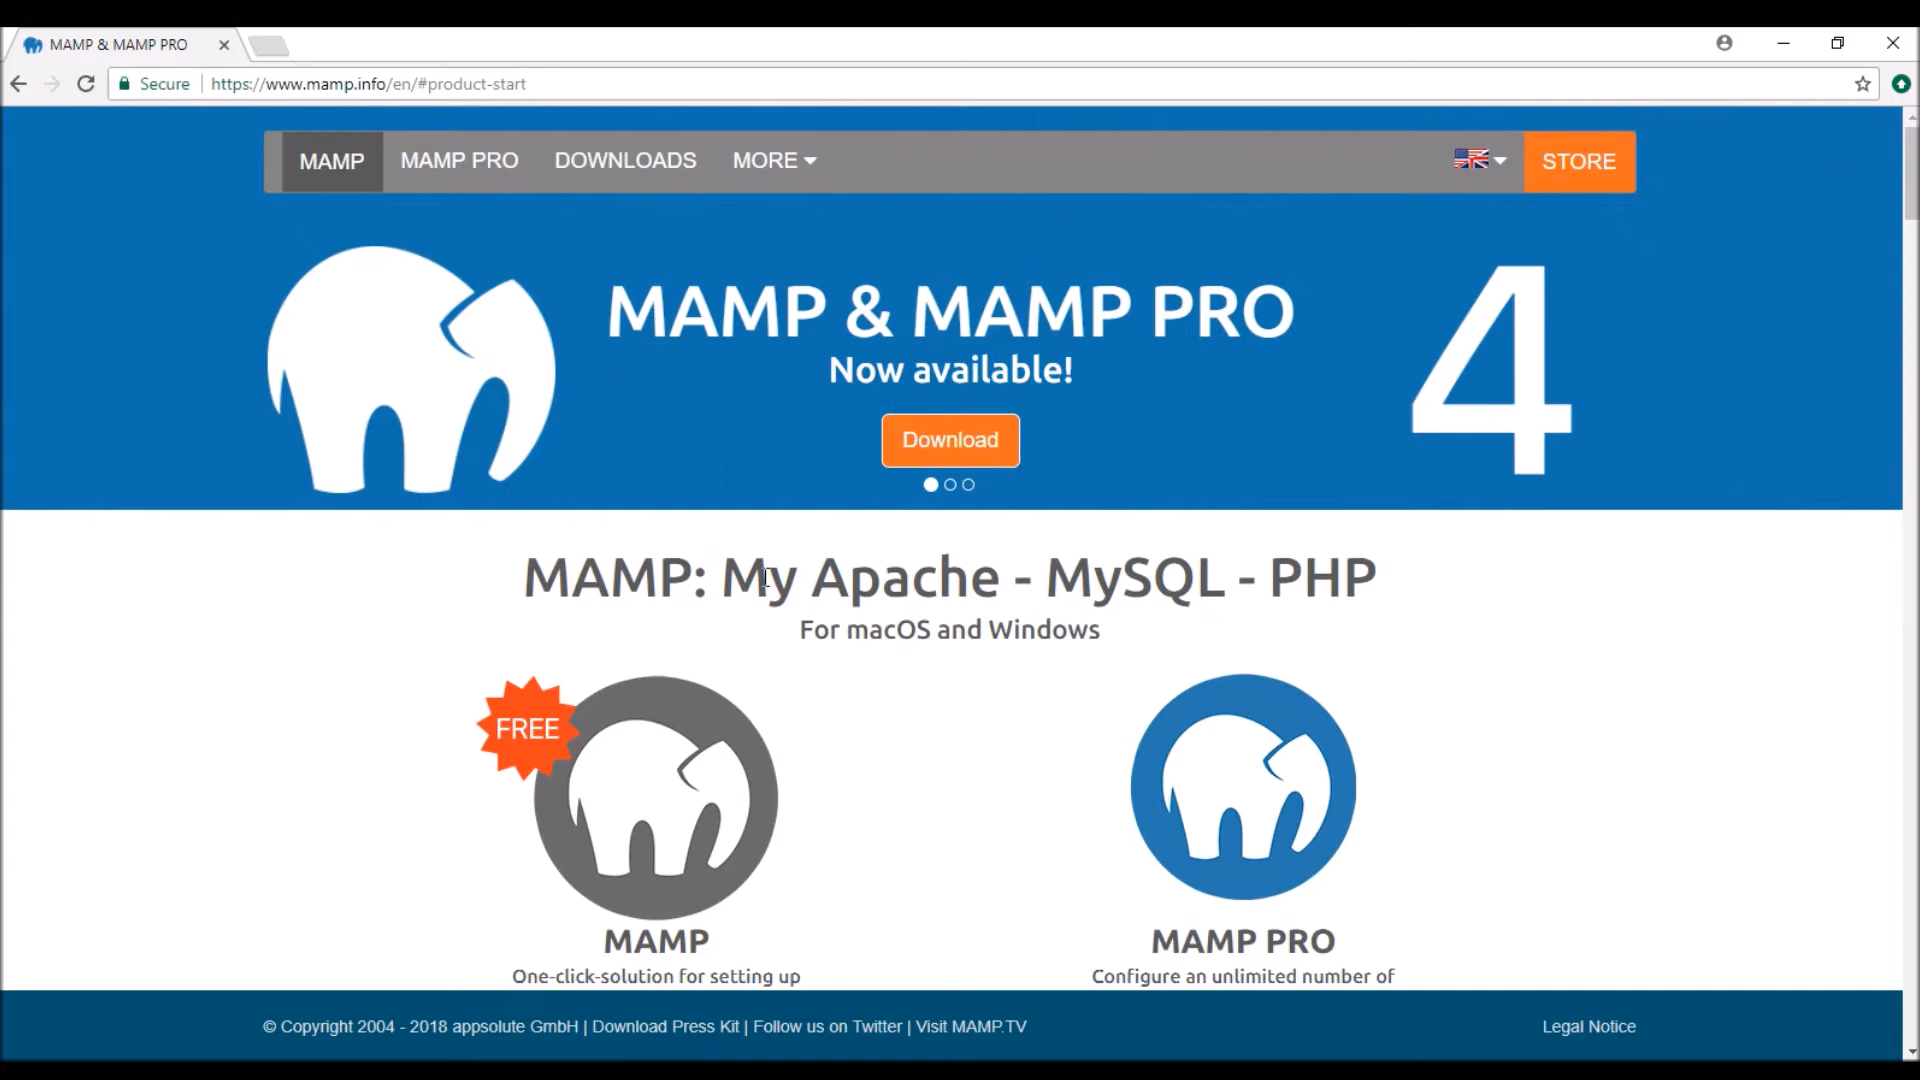 MAMP & MAMP PRO
Secure https://www.mamp.info/en/#product-start
MAMP MAMP PRO DOWNLOADS MORE STORE
MAMP & MAMP PRO
Now available!
4
Download
MAMP: My Apache - MySQL - PHP
For macOS and Windows
FREE
MAMP
One-click-solution for setting up
MAMP PRO
Configure an unlimited number of
© Copyright 2004 - 2018 appsolute GmbH | Download Press Kit | Follow us on Twitter | Visit MAMP.TV
Legal Notice